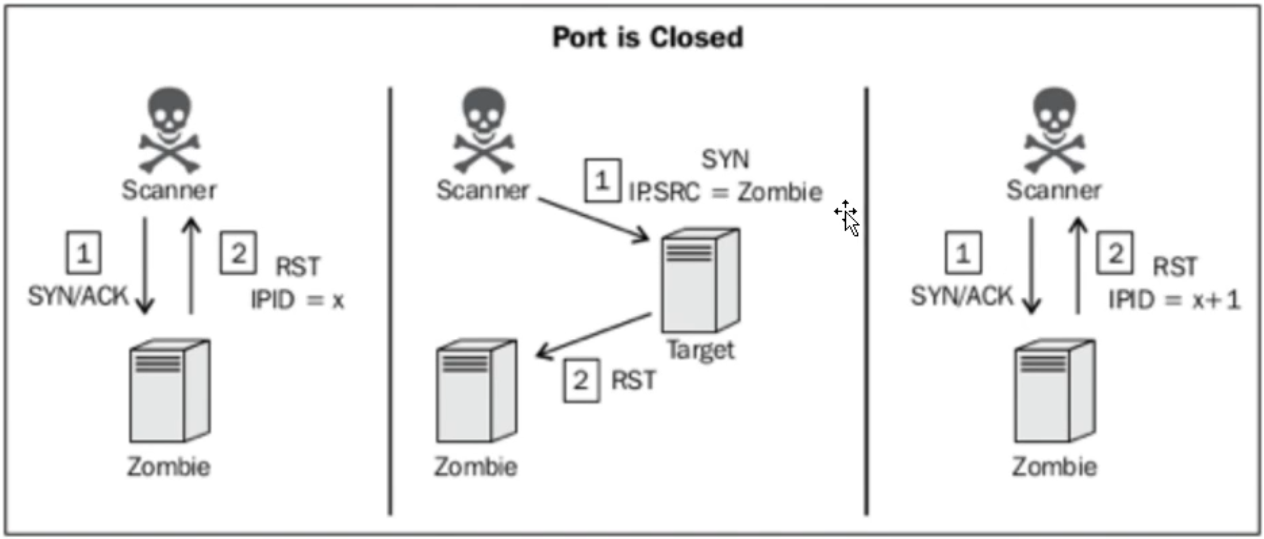 Port is Closed
Scanner
1
SYN/ACK
2
RST
IPID = x
Zombie
Scanner
1
SYN
IP.SRC = Zombie
Target
2
RST
Zombie
Scanner
1
SYN/ACK
2
RST
IPID = x+1
Zombie